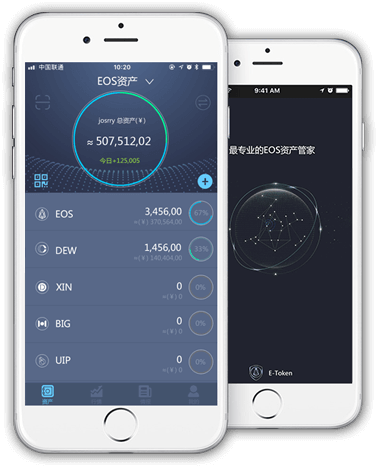 中国联通 10:20
EOS资产
josny 总资产(¥)
≈ 507,512,02
今日+125,005
EOS 3,456,00 67%
≈(¥) 370,564,00
DEW 1,456,00 33%
≈(¥) 140,404,00
XIN 0 0%
≈(¥) 0
BIG 0 0%
≈(¥) 0
UIP 0 0%
≈(¥) 0
资产
9:41 AM 100%
最专业的EOS资产管家
E-Token